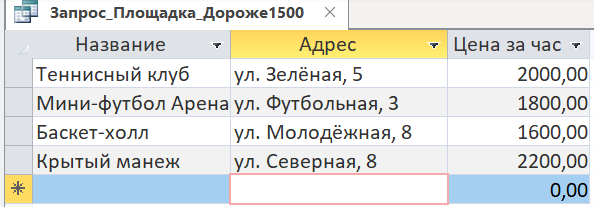 Запрос_Площадка_Дороже1500
Название Адрес Цена за час
Теннисный клуб ул. Зелёная, 5 2000,00
Мини-футбол Арена ул. Футбольная, 3 1800,00
Баскет-холл ул. Молодёжная, 8 1600,00
Крытый манеж ул. Северная, 8 2200,00
0,00